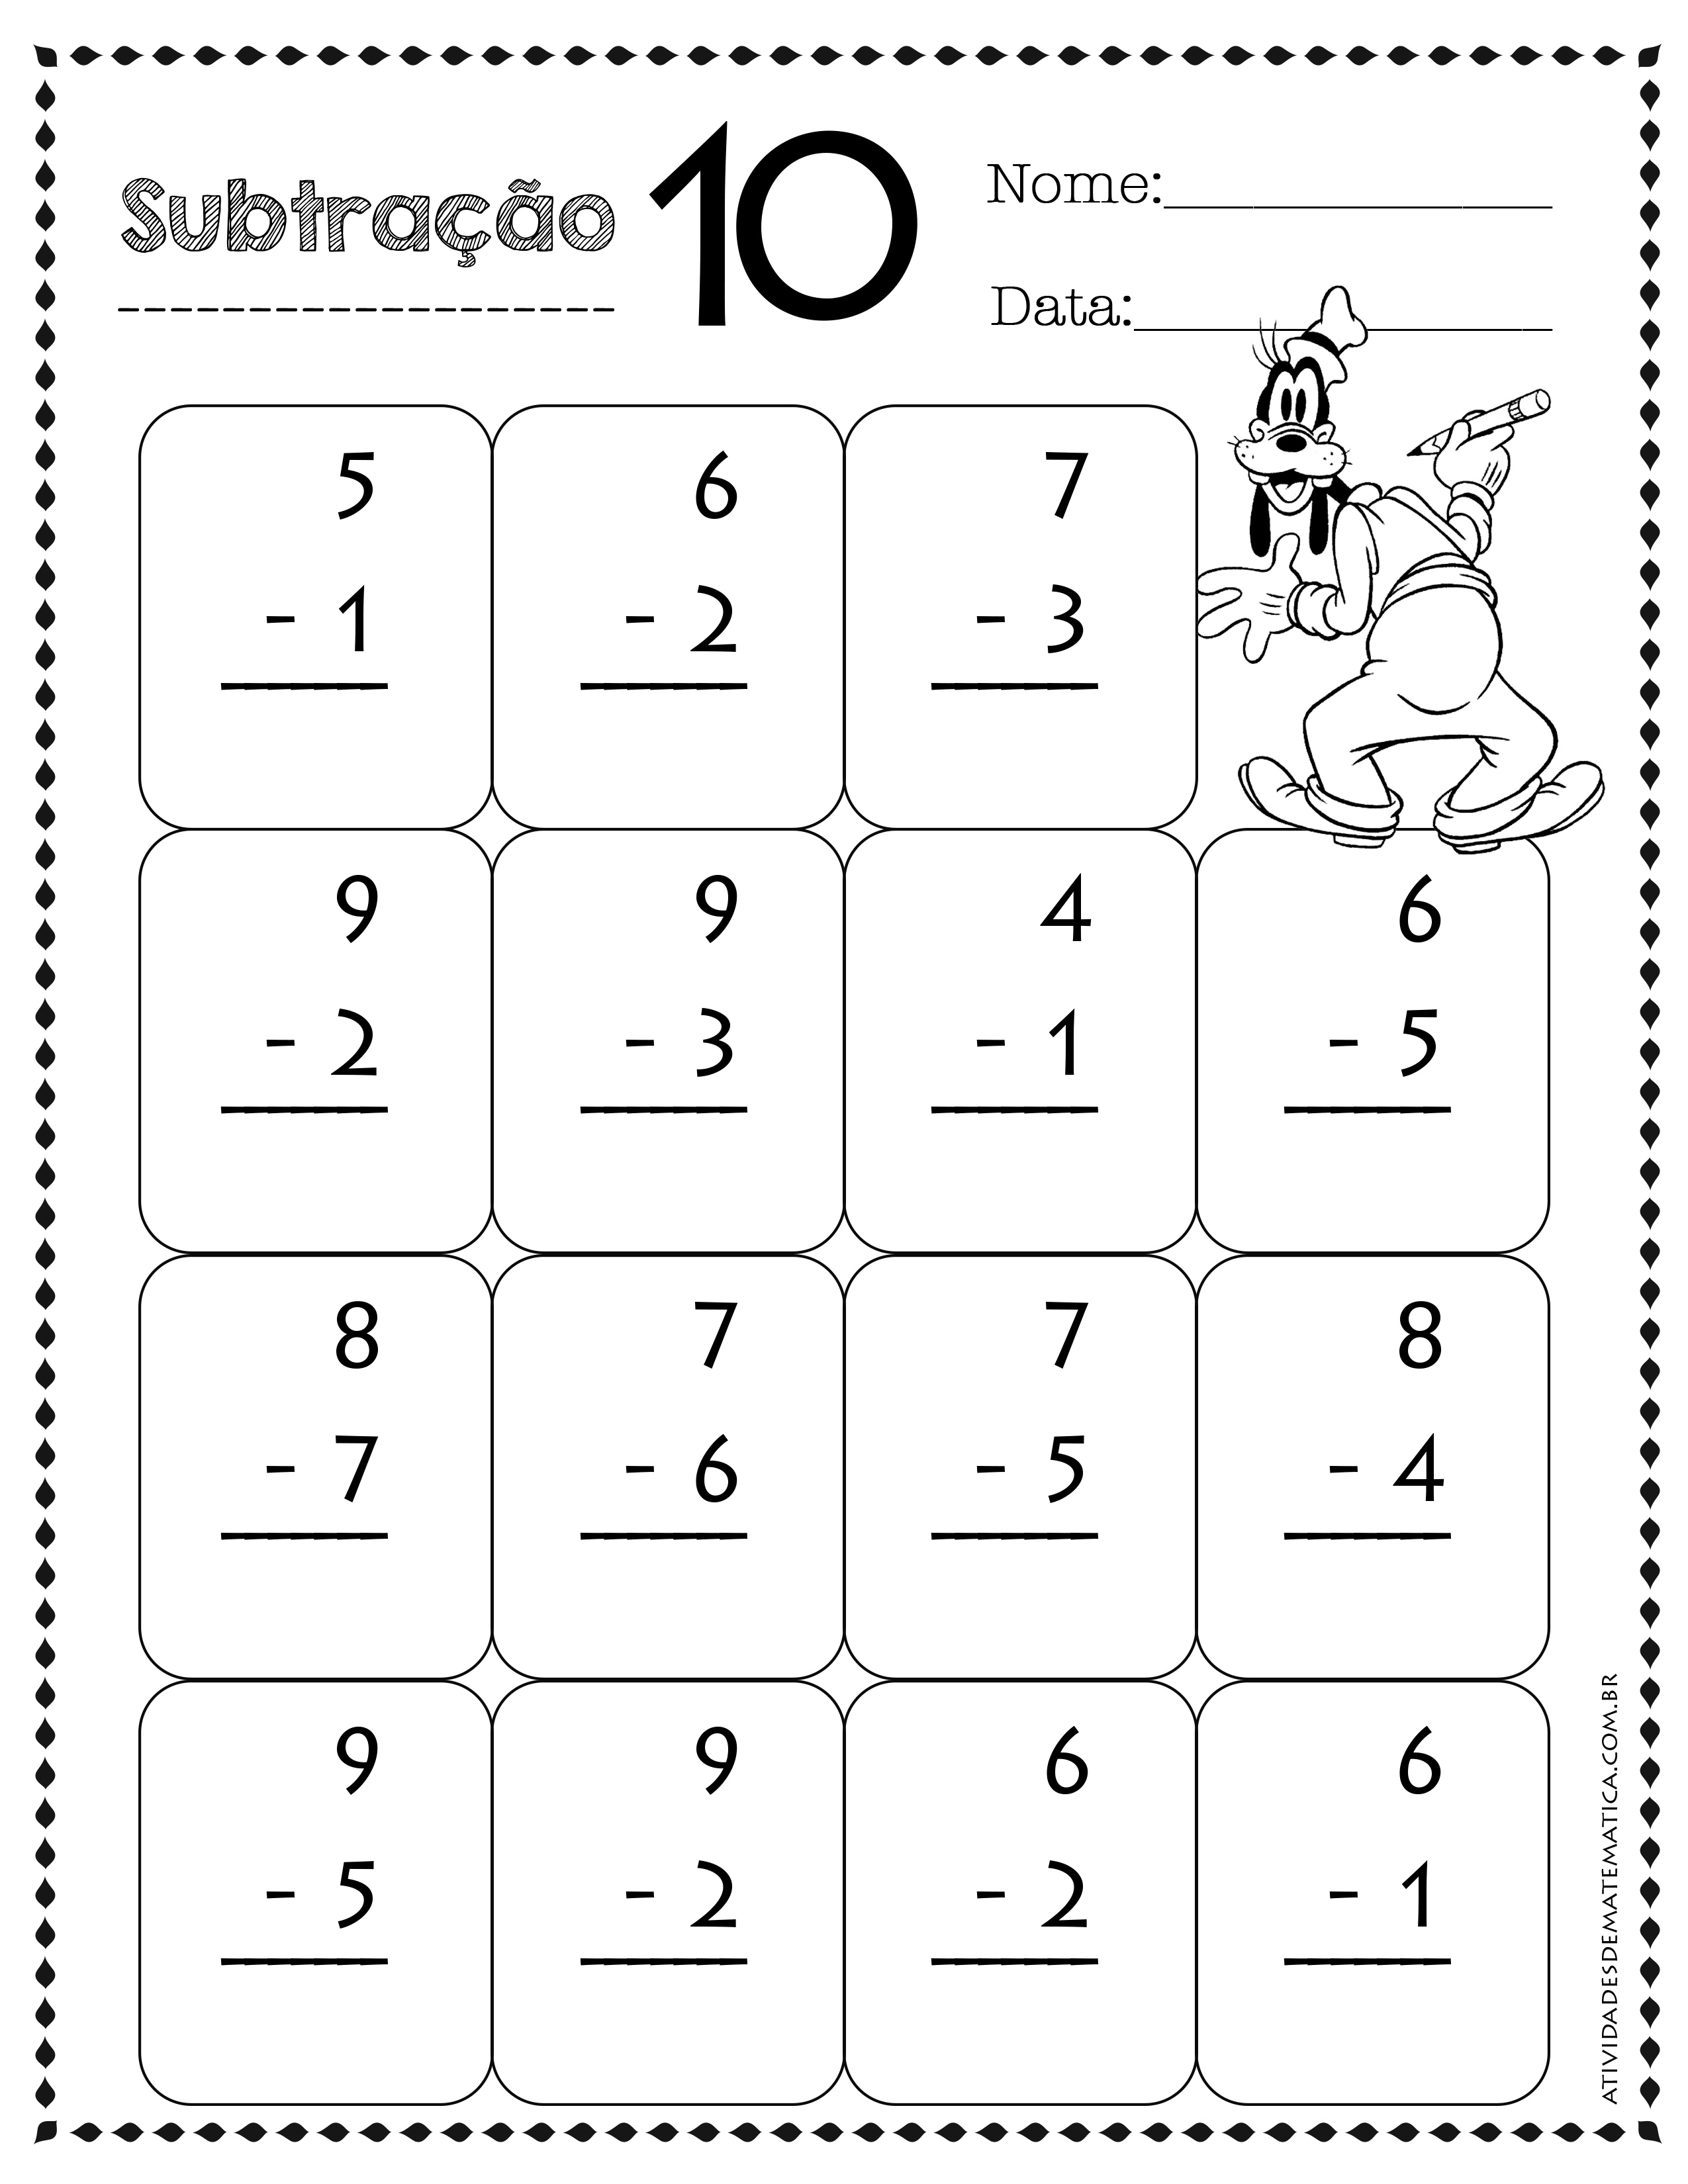 Subtração 10
Nome:
Data:
5 6 7
- 1 - 2 - 3
9 9 4 6
- 2 - 3 - 1 - 5
8 7 7 8
- 7 - 6 - 5 - 4
9 9 6 6
- 5 - 2 - 2 - 1
ATIVIDADESDEMATEMATICA.COM.BR